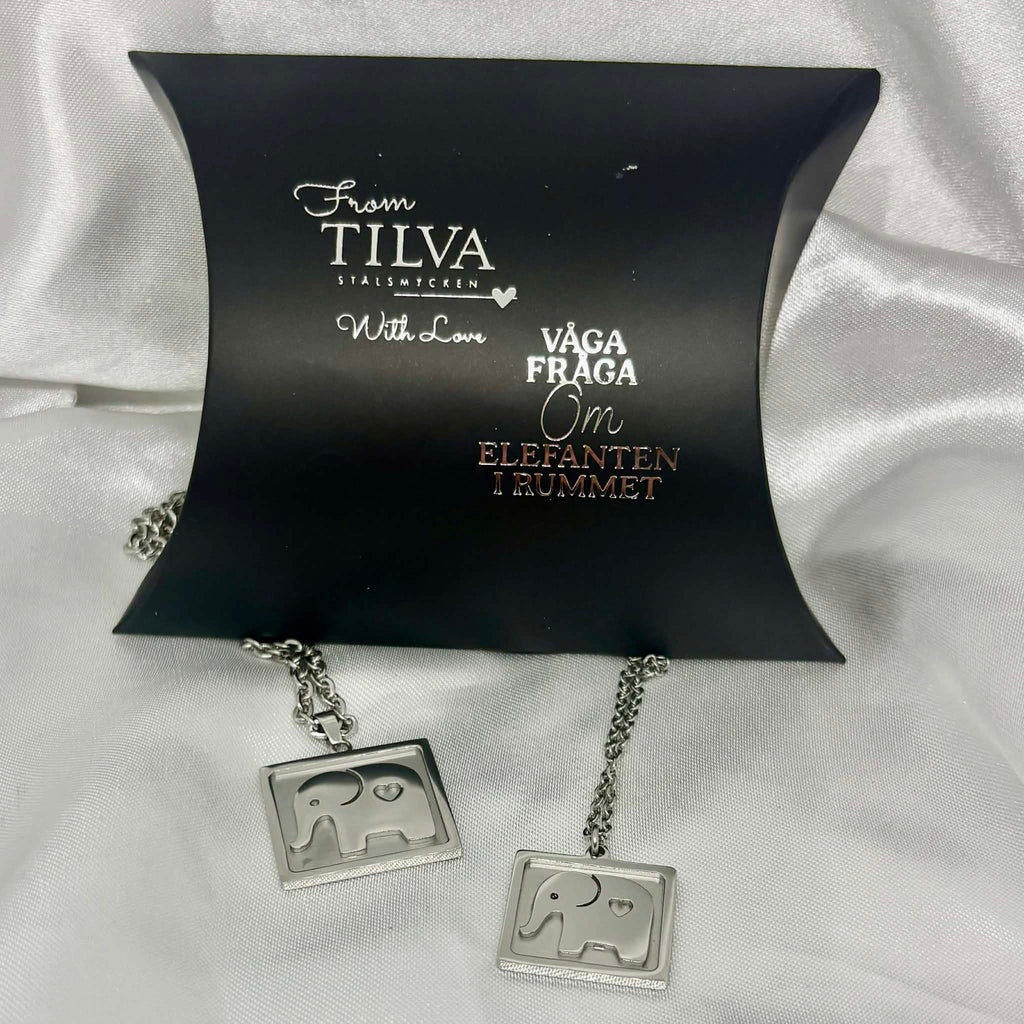 From
TILVA
STÅLSMYCKEN
With Love
VÅGA
FRÅGA
Om
ELEFANTEN
I RUMMET